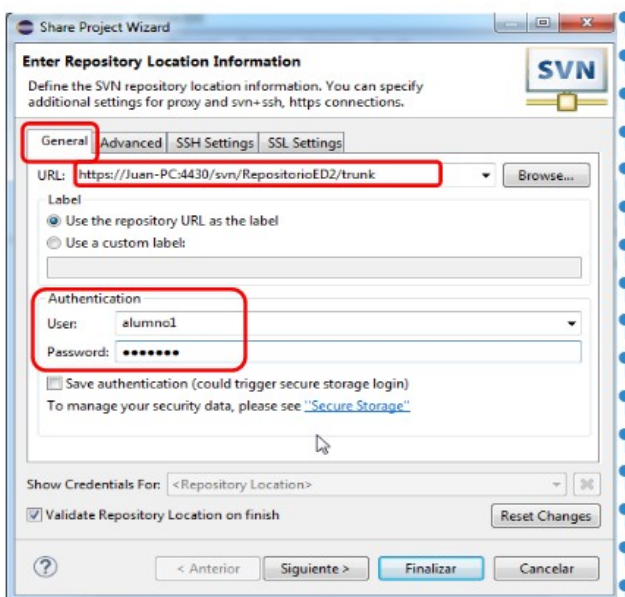 Share Project Wizard
Enter Repository Location Information
Define the SVN repository location information. You can specify
additional settings for proxy and svn+ssh, https connections.
SVN
General Advanced SSH Settings SSL Settings
URL: https://Juan-PC:4430/svn/RepositorioED2/trunk Browse...
Label
Use the repository URL as the label
Use a custom label:
Authentication
User: alumno1
Password: •••••••
Save authentication (could trigger secure storage login)
To manage your security data, please see "Secure Storage"
Show Credentials For: <Repository Location>
Validate Repository Location on finish Reset Changes
? < Anterior Siguiente > Finalizar Cancelar